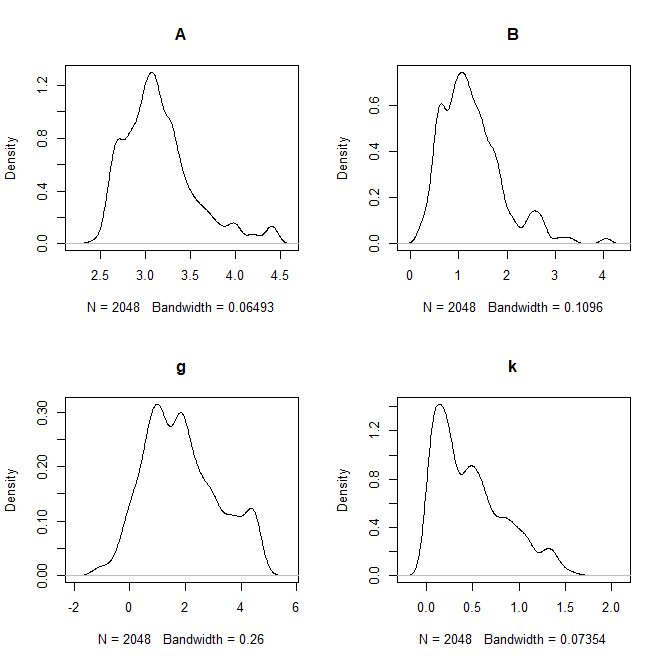 A
Density
0.0 0.4 0.8 1.2
2.5 3.0 3.5 4.0 4.5
N = 2048 Bandwidth = 0.06493
B
Density
0.0 0.2 0.4 0.6
0 1 2 3 4
N = 2048 Bandwidth = 0.1096
g
Density
0.00 0.10 0.20 0.30
-2 0 2 4 6
N = 2048 Bandwidth = 0.26
k
Density
0.0 0.4 0.8 1.2
0.0 0.5 1.0 1.5 2.0
N = 2048 Bandwidth = 0.07354